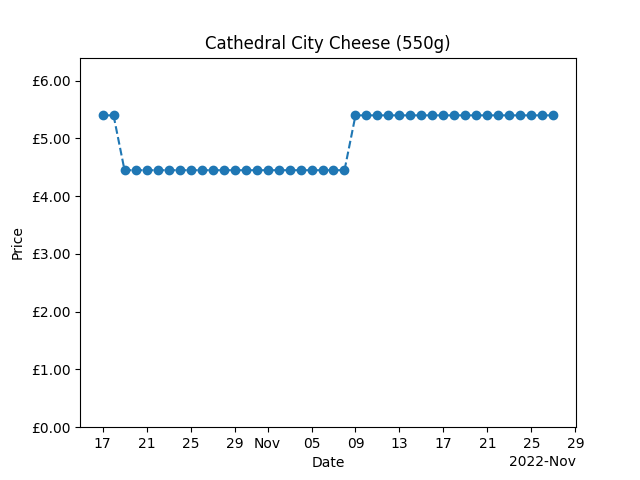 Cathedral City Cheese (550g)
£6.00
£5.00
£4.00
£3.00
£2.00
£1.00
£0.00
Price
17 21 25 29 Nov 05 09 13 17 21 25 29
Date
2022-Nov